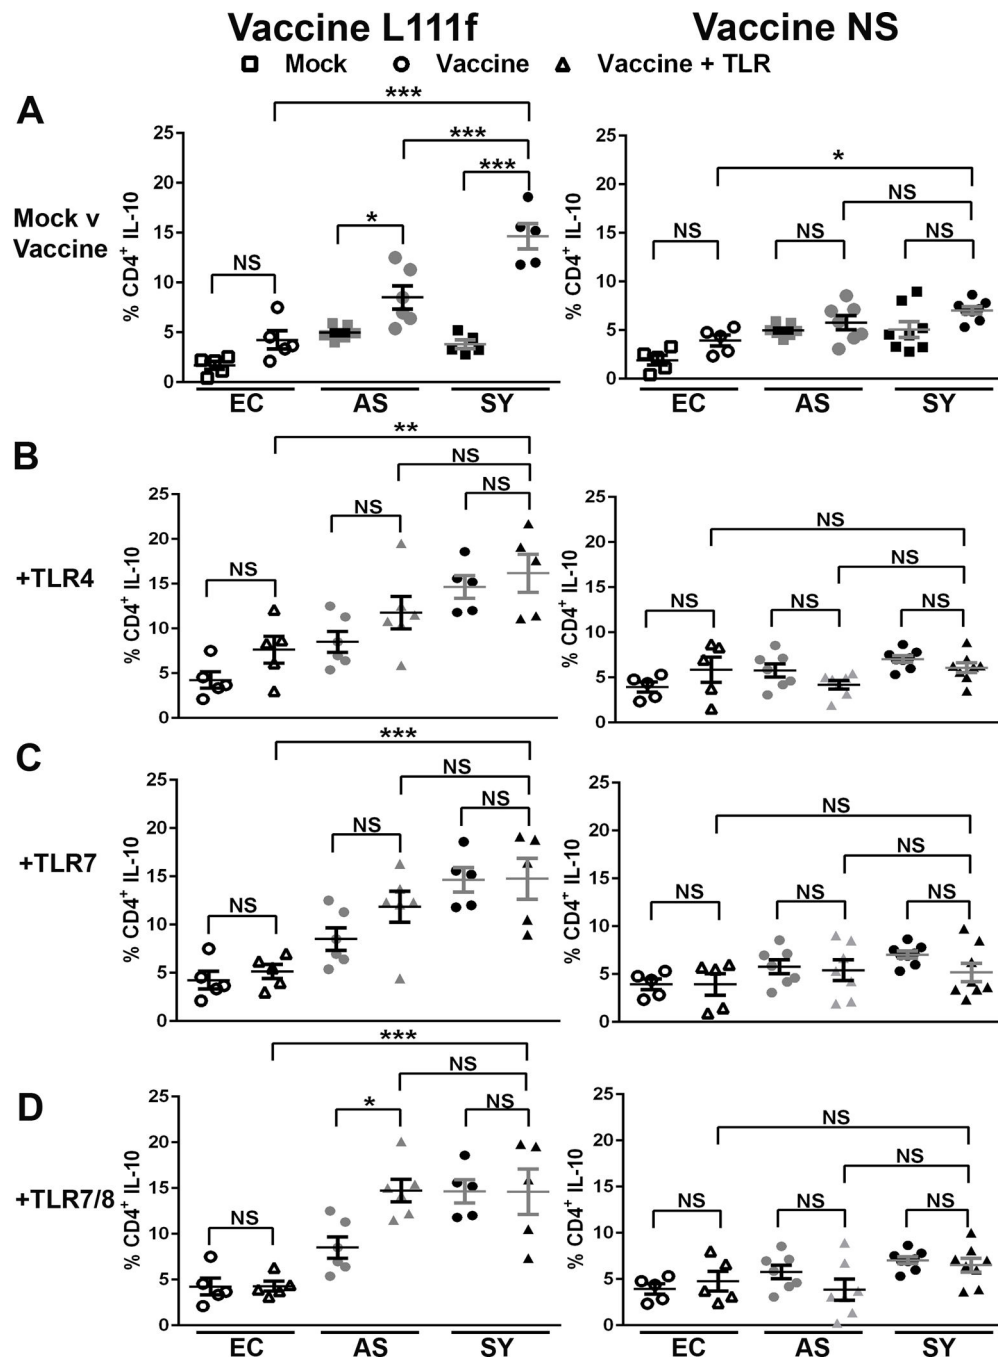 Vaccine L111f Vaccine NS
Mock Vaccine Vaccine + TLR
A
Mock v
Vaccine
% CD4⁺ IL-10
25
20
15
10
5
0
NS
*
***
***
***
EC AS SY
% CD4⁺ IL-10
25
20
15
10
5
0
NS
NS
NS
NS
*
EC AS SY
B
+TLR4
% CD4⁺ IL-10
25
20
15
10
5
0
NS
NS
NS
NS
**
% CD4⁺ IL-10
25
20
15
10
5
0
NS
NS
NS
NS
NS
C
+TLR7
% CD4⁺ IL-10
25
20
15
10
5
0
NS
NS
NS
NS
***
% CD4⁺ IL-10
25
20
15
10
5
0
NS
NS
NS
NS
NS
D
+TLR7/8
% CD4⁺ IL-10
25
20
15
10
5
0
NS
*
NS
NS
***
EC AS SY
% CD4⁺ IL-10
25
20
15
10
5
0
NS
NS
NS
NS
NS
EC AS SY